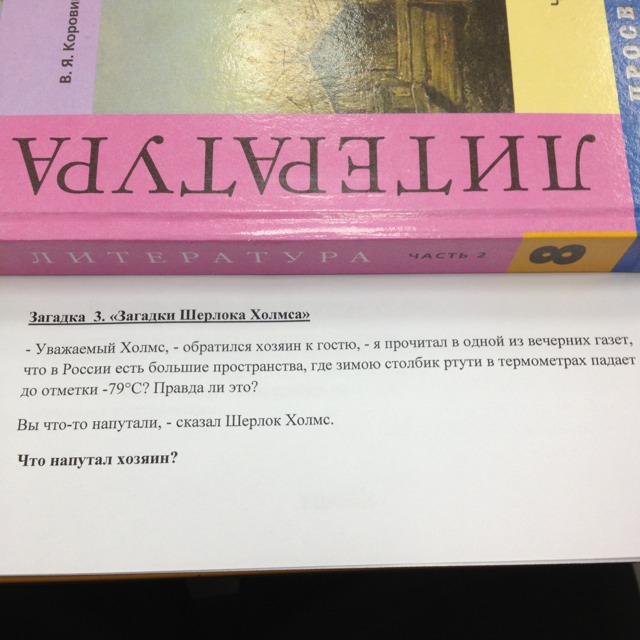 В. Я. Корови
Ч
ПРОСВ
ЛИТЕРАТУРА
ЛИТЕРАТУРА ЧАСТЬ 2 8
Загадка 3. «Загадки Шерлока Холмса»
- Уважаемый Холмс, - обратился хозяин к гостю, - я прочитал в одной из вечерних газет,
что в России есть большие пространства, где зимою столбик ртути в термометрах падает
до отметки -79°С? Правда ли это?
Вы что-то напутали, - сказал Шерлок Холмс.
Что напутал хозяин?